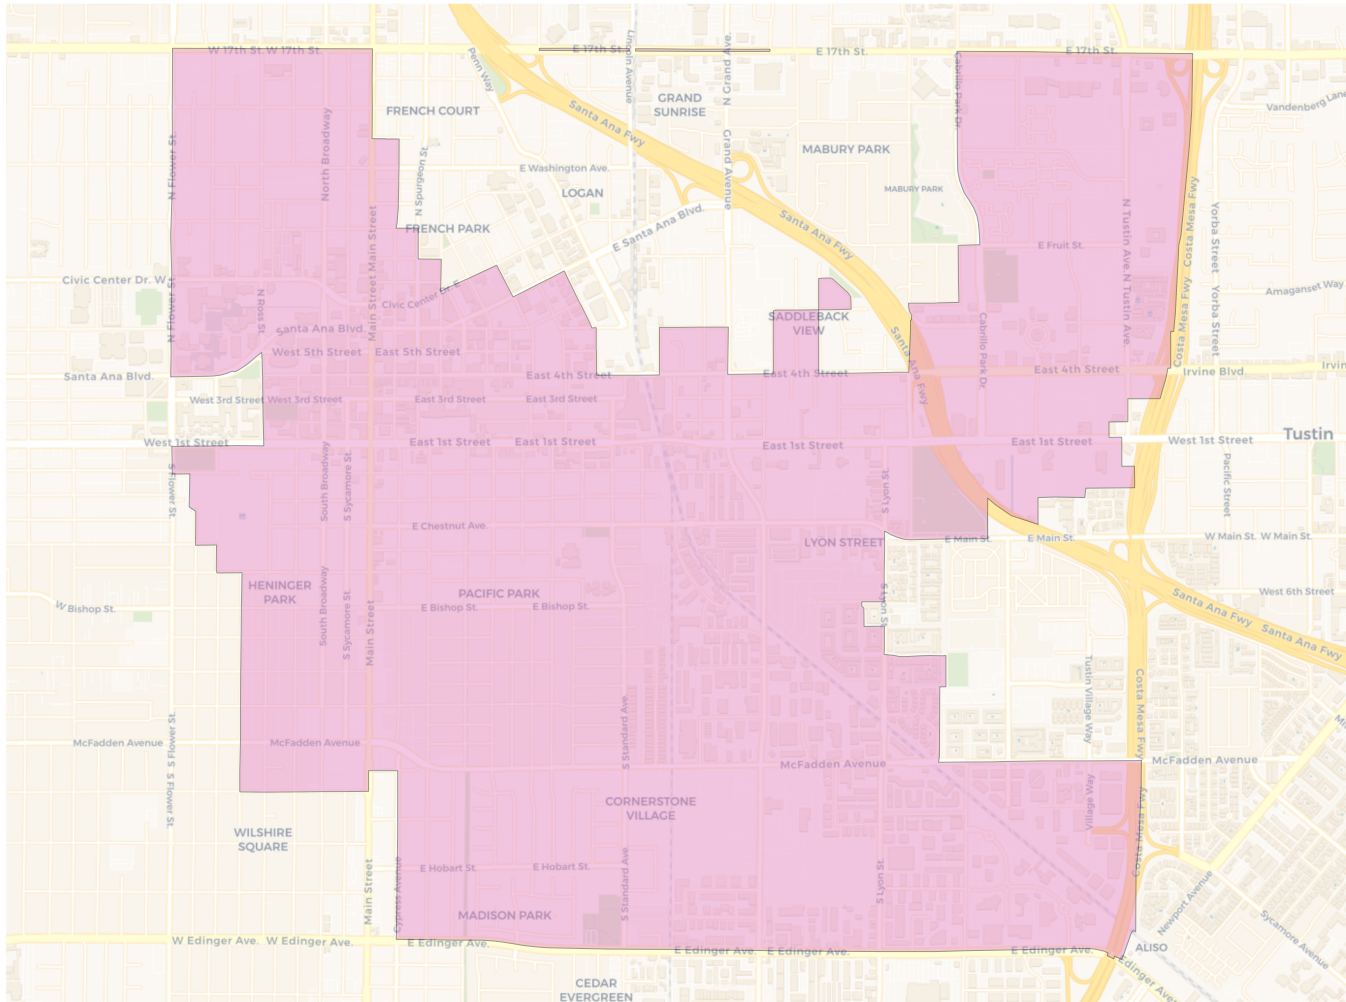 W 17th St. W 17th St.
E 17th St.
E 17th St.
E 17th St.
Penn Way
Lincoln Avenue
N Grand Ave.
Cabrillo Park Dr.
Vandenberg Lane
FRENCH COURT
GRAND
SUNRISE
Santa Ana Fwy
N Flower St.
North Broadway
MABURY PARK
Grand Avenue
E Washington Ave.
N Spurgeon St.
LOGAN
MABURY PARK
Costa Mesa Fwy
Yorba Street
N Tustin Ave.
FRENCH PARK
E Santa Ana Blvd.
Santa Ana Fwy
E Fruit St.
Main Street
Main Street
Civic Center Dr. W
N Flower St.
N Ross St.
Civic Center Dr. E
N Tustin Ave.
Costa Mesa Fwy
Yorba Street
Amaganset Way
Santa Ana Blvd.
SADDLEBACK
VIEW
Santa Ana Fwy
Cabrillo Park Dr.
West 5th Street
East 5th Street
Santa Ana Blvd.
East 4th Street
East 4th Street
East 4th Street
Irvine Blvd.
Irvin
West 3rd Street
West 3rd Street
East 3rd Street
East 3rd Street
West 1st Street
East 1st Street
East 1st Street
East 1st Street
East 1st Street
West 1st Street
Tustin
S Flower St.
South Broadway
S Sycamore St.
S Lyon St.
Pacific Street
E Chestnut Ave.
LYON STREET
E Main St.
E Main St.
W Main St.
W Main St.
HENINGER
PARK
PACIFIC PARK
W Bishop St.
E Bishop St.
E Bishop St.
South Broadway
S Sycamore St.
Main Street
S Lyon St.
West 6th Street
Santa Ana Fwy
Santa Ana Fwy
S Flower St.
S Standard Ave.
Tustin Village Way
Costa Mesa Fwy
McFadden Avenue
McFadden Avenue
McFadden Avenue
McFadden Avenue
S Flower St.
CORNERSTONE
VILLAGE
Village Way
Costa Mesa Fwy
WILSHIRE
SQUARE
Main Street
Cypress Avenue
E Hobart St.
E Hobart St.
S Standard Ave.
S Lyon St.
Newport Avenue
Sycamore Avenue
MADISON PARK
W Edinger Ave.
W Edinger Ave.
E Edinger Ave.
E Edinger Ave.
E Edinger Ave.
E Edinger Ave.
ALISO
Edinger Ave.
CEDAR
EVERGREEN